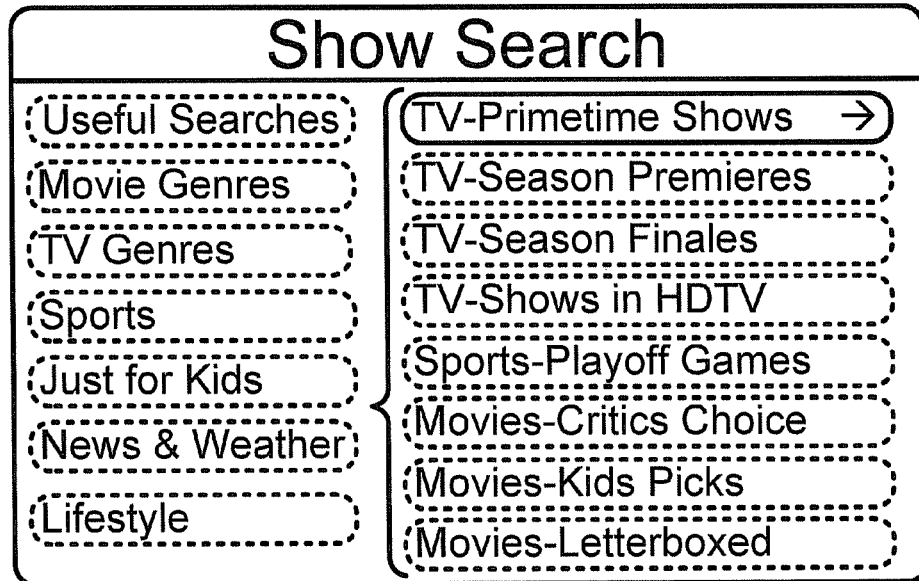 Show Search
Useful Searches
Movie Genres
TV Genres
Sports
Just for Kids
News & Weather
Lifestyle
TV-Primetime Shows →
TV-Season Premieres
TV-Season Finales
TV-Shows in HDTV
Sports-Playoff Games
Movies-Critics Choice
Movies-Kids Picks
Movies-Letterboxed